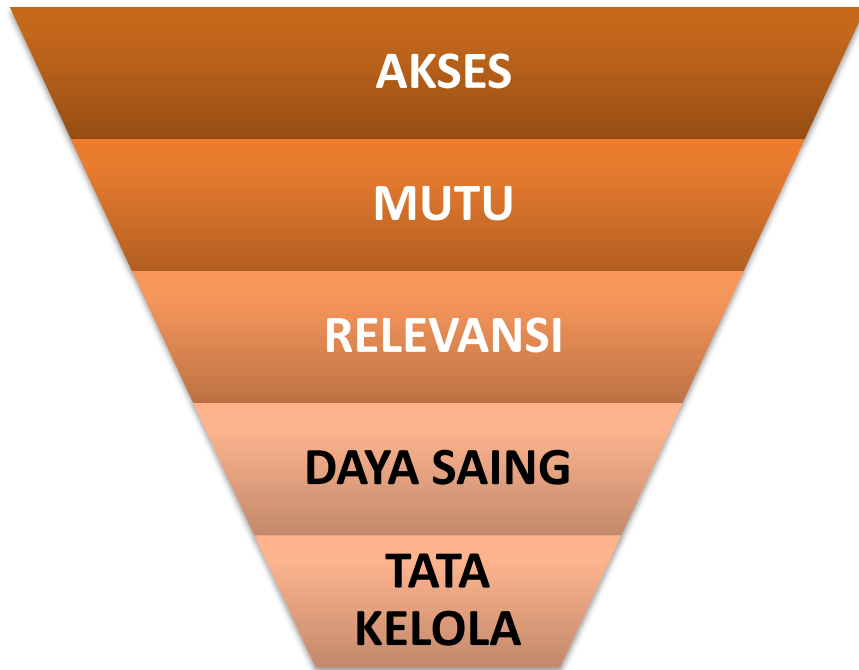 AKSES
MUTU
RELEVANSI
DAYA SAING
TATA
KELOLA